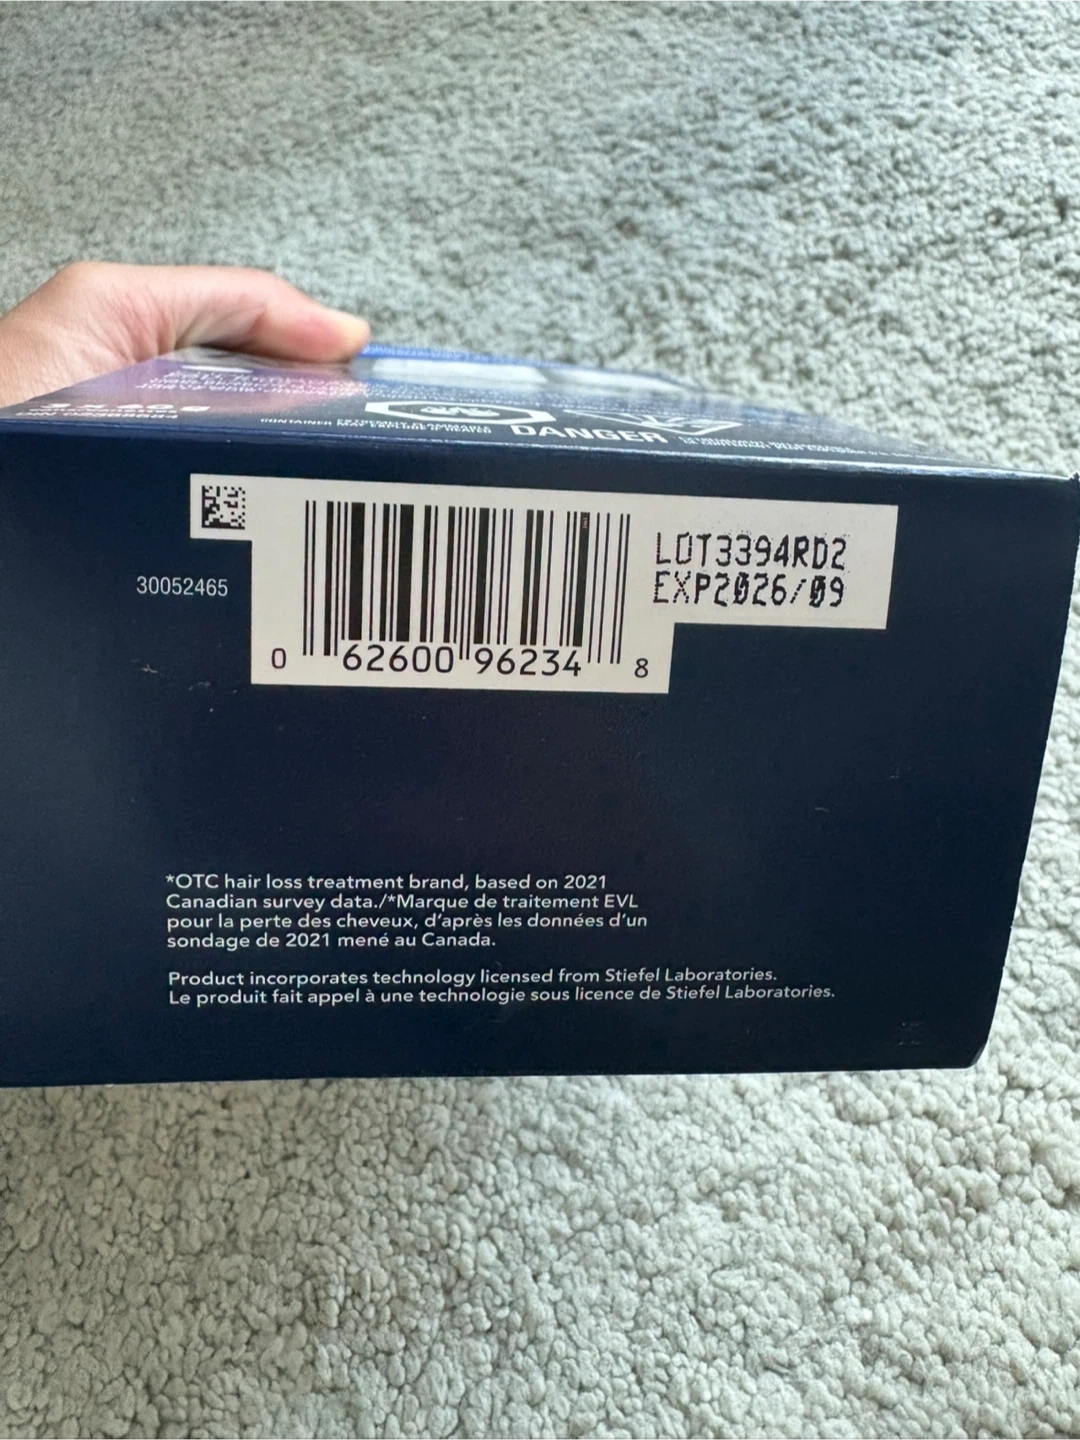 DANGER
LOT3394RD2
EXP2026/09
30052465
0 62600 96234 8
*OTC hair loss treatment brand, based on 2021
Canadian survey data./*Marque de traitement EVL
pour la perte des cheveux, d'après les données d'un
sondage de 2021 mené au Canada.
Product incorporates technology licensed from Stiefel Laboratories.
Le produit fait appel à une technologie sous licence de Stiefel Laboratories.